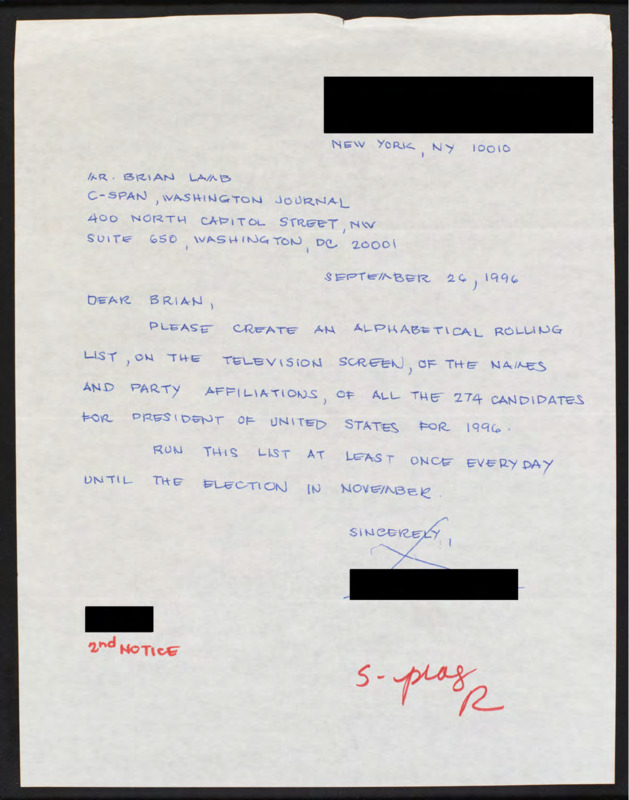 NEW YORK, NY 10010
MR. BRIAN LAMB
C-SPAN, WASHINGTON JOURNAL
400 NORTH CAPITOL STREET, NW
SUITE 650, WASHINGTON, DC 20001
SEPTEMBER 26, 1996
DEAR BRIAN,
PLEASE CREATE AN ALPHABETICAL ROLLING
LIST, ON THE TELEVISION SCREEN, OF THE NAMES
AND PARTY AFFILIATIONS, OF ALL THE 274 CANDIDATES
FOR PRESIDENT OF UNITED STATES FOR 1996.
RUN THIS LIST AT LEAST ONCE EVERYDAY
UNTIL THE ELECTION IN NOVEMBER.
SINCERELY,
2nd NOTICE
S- prog
R